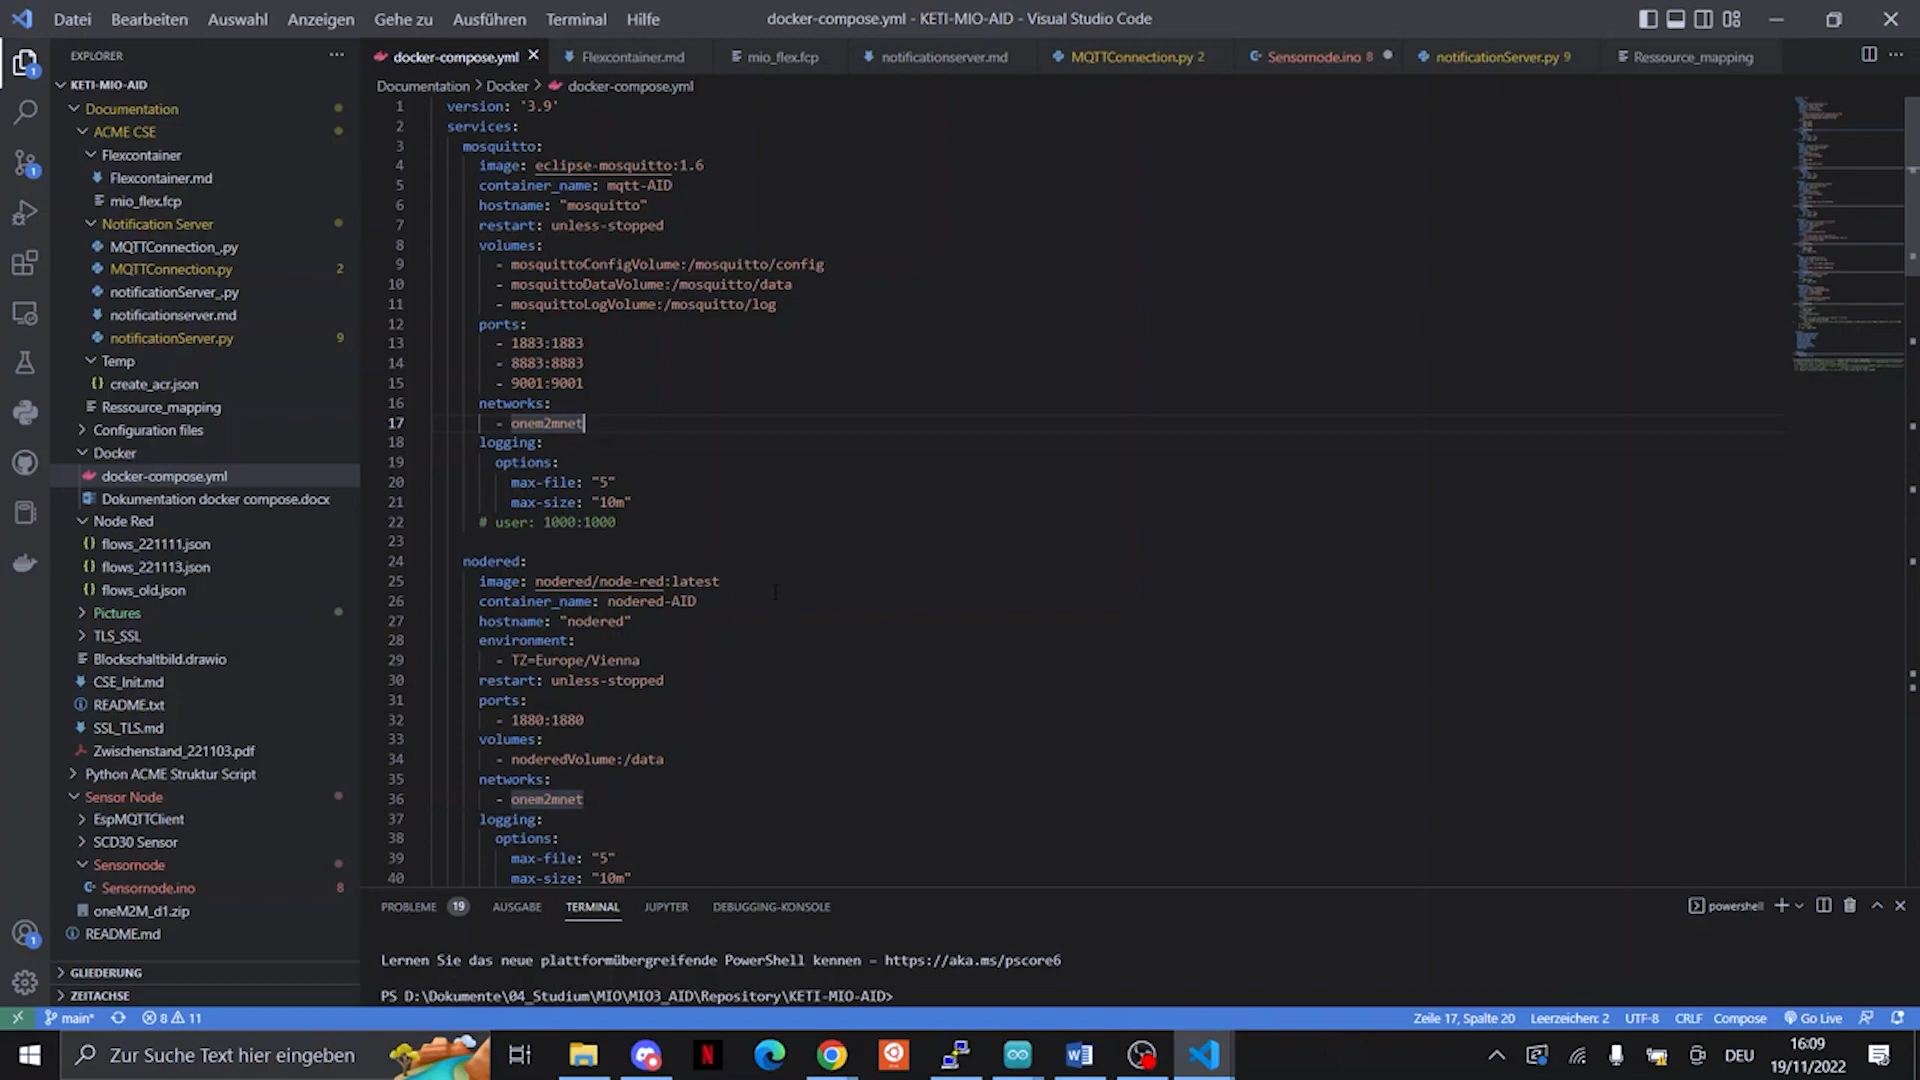 Datei Bearbeiten Auswahl Anzeigen Gehe zu Ausführen Terminal Hilfe docker-compose.yml - KETI-MIO-AID - Visual Studio Code
EXPLORER
docker-compose.yml Flexcontainer.md mio_flex.fcp notificationserver.md MQTTConnection.py 2 Sensornode.ino 8 notificationServer.py 9 Ressource_mapping
Documentation > Docker > docker-compose.yml
KETI-MIO-AID
Documentation
ACME CSE
Flexcontainer
Flexcontainer.md
mio_flex.fcp
Notification Server
MQTTConnection_.py
MQTTConnection.py 2
notificationServer_.py
notificationserver.md
notificationServer.py 9
Temp
create_acr.json
Ressource_mapping
Configuration files
Docker
docker-compose.yml
Dokumentation docker compose.docx
Node Red
flows_221111.json
flows_221113.json
flows_old.json
Pictures
TLS_SSL
Blockschaltbild.drawio
CSE_Init.md
README.txt
SSL_TLS.md
Zwischenstand_221103.pdf
Python ACME Struktur Script
Sensor Node
EspMQTTClient
SCD30 Sensor
Sensornode
Sensornode.ino 8
oneM2M_d1.zip
README.md
GLIEDERUNG
ZEITACHSE
1 version: '3.9'
2 services:
3 mosquitto:
4 image: eclipse-mosquitto:1.6
5 container_name: mqtt-AID
6 hostname: "mosquitto"
7 restart: unless-stopped
8 volumes:
9 - mosquittoConfigVolume:/mosquitto/config
10 - mosquittoDataVolume:/mosquitto/data
11 - mosquittoLogVolume:/mosquitto/log
12 ports:
13 - 1883:1883
14 - 8883:8883
15 - 9001:9001
16 networks:
17 - onem2mnet
18 logging:
19 options:
20 max-file: "5"
21 max-size: "10m"
22 # user: 1000:1000
23
24 nodered:
25 image: nodered/node-red:latest
26 container_name: nodered-AID
27 hostname: "nodered"
28 environment:
29 - TZ=Europe/Vienna
30 restart: unless-stopped
31 ports:
32 - 1880:1880
33 volumes:
34 - noderedVolume:/data
35 networks:
36 - onem2mnet
37 logging:
38 options:
39 max-file: "5"
40 max-size: "10m"
PROBLEME 19 AUSGABE TERMINAL JUPYTER DEBUGGING-KONSOLE powershell
Lernen Sie das neue plattformübergreifende PowerShell kennen – https://aka.ms/pscore6
PS D:\Dokumente\04_Studium\MIO\MIO3_AID\Repository\KETI-MIO-AID>
main* 8 11 Zeile 17, Spalte 20 Leerzeichen: 2 UTF-8 CRLF Compose Go Live
Zur Suche Text hier eingeben DEU
16:09
19/11/2022